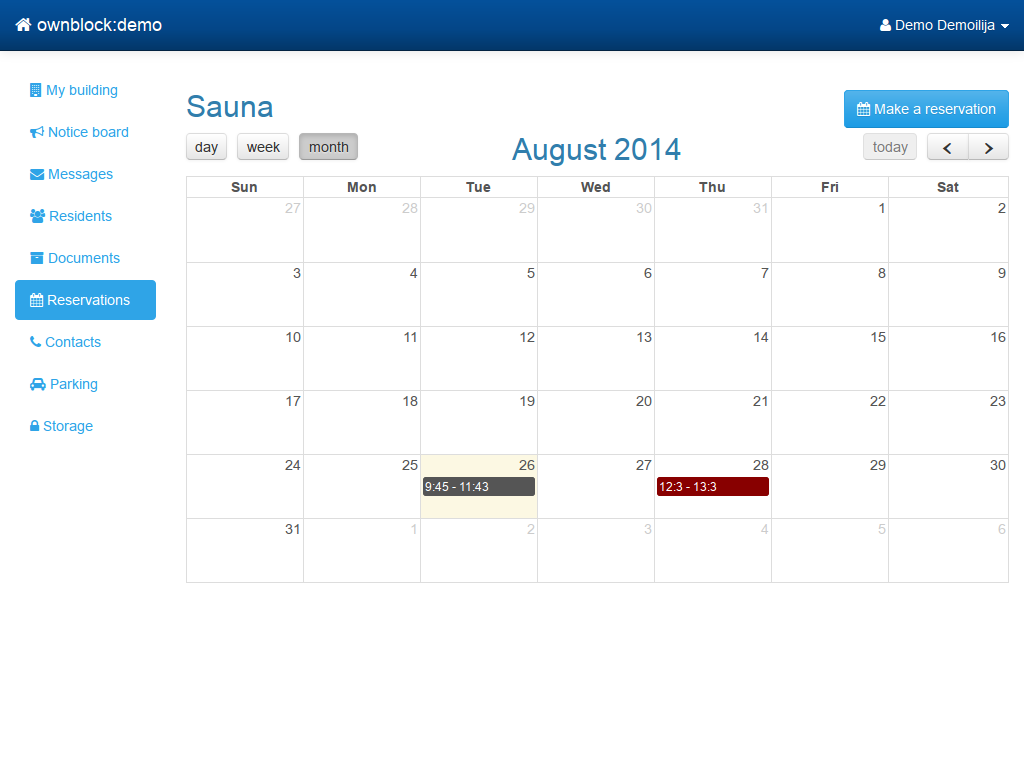 ownblock:demo
Demo Demoilija
My building
Notice board
Messages
Residents
Documents
Reservations
Contacts
Parking
Storage
Sauna
Make a reservation
day week month
August 2014
today
Sun Mon Tue Wed Thu Fri Sat
27 28 29 30 31 1 2
3 4 5 6 7 8 9
10 11 12 13 14 15 16
17 18 19 20 21 22 23
24 25 26 27 28 29 30
9:45 - 11:43 12:3 - 13:3
31 1 2 3 4 5 6